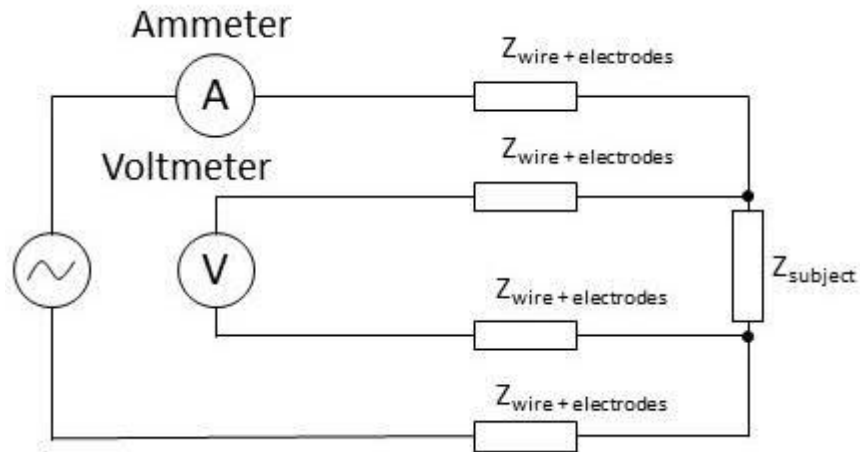 Ammeter
A
Zwire + electrodes
Voltmeter
Zwire + electrodes
V
Zsubject
Zwire + electrodes
Zwire + electrodes